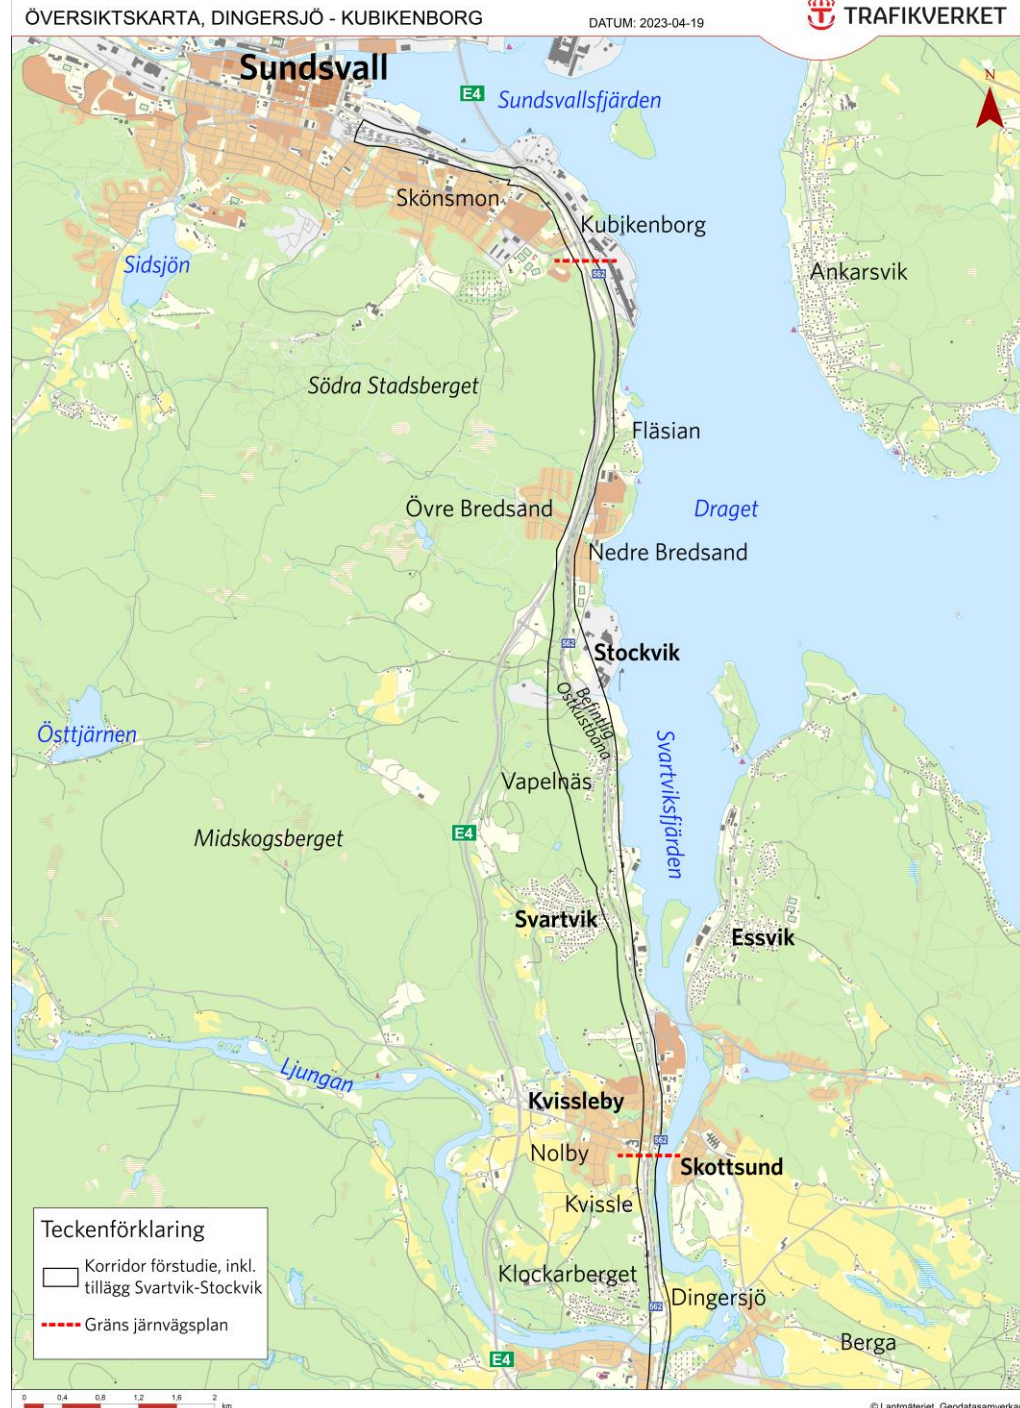 ÖVERSIKTSKARTA, DINGERSJÖ - KUBIKENBORG
DATUM: 2023-04-19
TRAFIKVERKET
Sundsvall
E4
Sundsvallsfjärden
N
Skönsmon
Kubikenborg
Sidsjön
562
Ankarsvik
Södra Stadsberget
Fläsian
Övre Bredsand
Draget
Nedre Bredsand
562
Stockvik
Befintlig
Ostkustbana
Östtjärnen
Svartviksfjärden
Vapelnäs
E4
Midskogsberget
Svartvik
Essvik
Ljungan
Kvissleby
562
Nolby
Skottsund
Kvissle
Klockarberget
Dingersjö
562
Berga
E4
Teckenförklaring
Korridor förstudie, inkl.
tillägg Svartvik-Stockvik
Gräns järnvägsplan
0 0,4 0,8 1,2 1,6 2
km
© Lantmäteriet, Geodatasamverkan